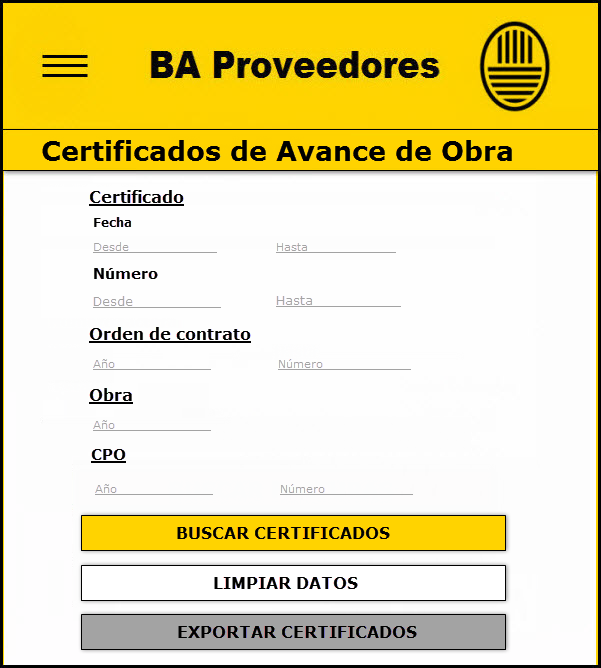 BA Proveedores
Certificados de Avance de Obra
Certificado
Fecha
Desde Hasta
Número
Desde Hasta
Orden de contrato
Año Número
Obra
Año
CPO
Año Número
BUSCAR CERTIFICADOS
LIMPIAR DATOS
EXPORTAR CERTIFICADOS